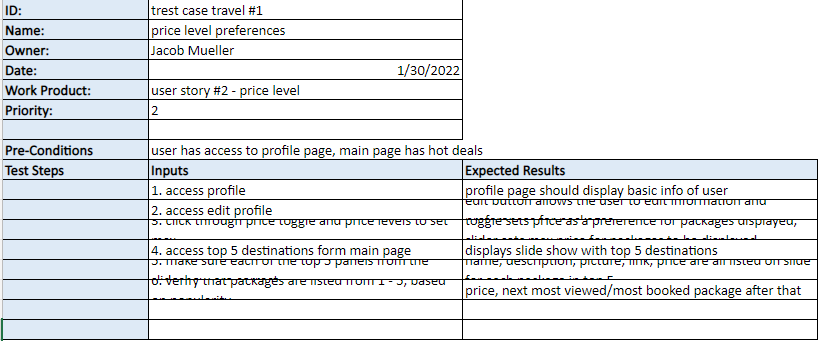 ID: trest case travel #1
Name: price level preferences
Owner: Jacob Mueller
Date: 1/30/2022
Work Product: user story #2 - price level
Priority: 2
Pre-Conditions user has access to profile page, main page has hot deals
Test Steps Inputs Expected Results
1. access profile profile page should display basic info of user
edit button allows the user to edit information and
2. access edit profile
3. click through price toggle and price levels to set toggle sets price as a preference for packages displayed,
slider sets max price for packages to be displayed
4. access top 5 destinations form main page displays slide show with top 5 destinations
5. make sure each of the top 5 panels from the name, description, picture, link, price are all listed on slide
for each package in top 5
6. verify that packages are listed from 1 - 5, based
price, next most viewed/most booked package after that